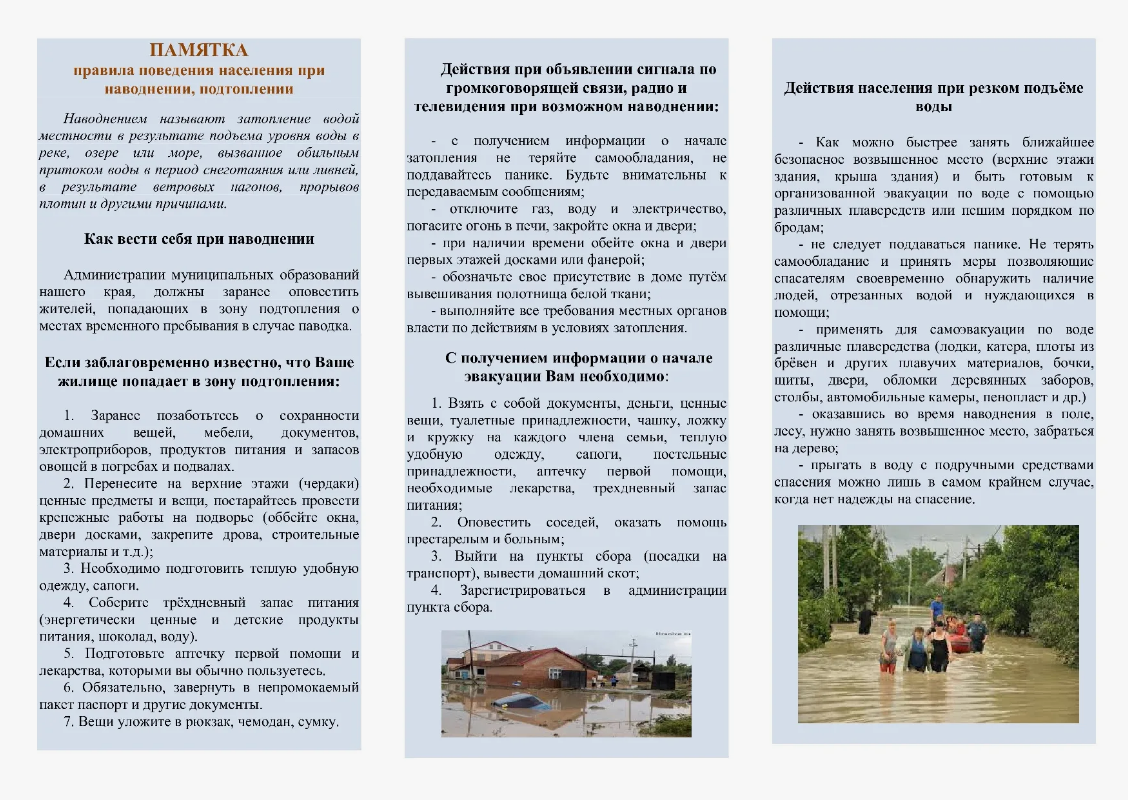 ПАМЯТКА
правила поведения населения при
наводнении, подтоплении
Наводнением называют затопление водой
местности в результате подъема уровня воды в
реке, озере или море, вызванное обильным
притоком воды в период снеготаяния или ливней,
в результате ветровых нагонов, прорывов
плотин и другими причинами.
Как вести себя при наводнении
Администрации муниципальных образований
нашего края, должны заранее оповестить
жителей, попадающих в зону подтопления о
местах временного пребывания в случае паводка.
Если заблаговременно известно, что Ваше
жилище попадает в зону подтопления:
1. Заранее позаботьтесь о сохранности
домашних вещей, мебели, документов,
электроприборов, продуктов питания и запасов
овощей в погребах и подвалах.
2. Перенесите на верхние этажи (чердаки)
ценные предметы и вещи, постарайтесь провести
крепежные работы на подворье (оббейте окна,
двери досками, закрепите дрова, строительные
материалы и т.д.);
3. Необходимо подготовить теплую удобную
одежду, сапоги.
4. Соберите трёхдневный запас питания
(энергетически ценные и детские продукты
питания, шоколад, воду).
5. Подготовьте аптечку первой помощи и
лекарства, которыми вы обычно пользуетесь.
6. Обязательно, завернуть в непромокаемый
пакет паспорт и другие документы.
7. Вещи уложите в рюкзак, чемодан, сумку.
Действия при объявлении сигнала по
громкоговорящей связи, радио и
телевидения при возможном наводнении:
- с получением информации о начале
затопления не теряйте самообладания, не
поддавайтесь панике. Будьте внимательны к
передаваемым сообщениям;
- отключите газ, воду и электричество,
погасите огонь в печи, закройте окна и двери;
- при наличии времени обейте окна и двери
первых этажей досками или фанерой;
- обозначьте свое присутствие в доме путём
вывешивания полотнища белой ткани;
- выполняйте все требования местных органов
власти по действиям в условиях затопления.
С получением информации о начале
эвакуации Вам необходимо:
1. Взять с собой документы, деньги, ценные
вещи, туалетные принадлежности, чашку, ложку
и кружку на каждого члена семьи, теплую
удобную одежду, сапоги, постельные
принадлежности, аптечку первой помощи,
необходимые лекарства, трехдневный запас
питания;
2. Оповестить соседей, оказать помощь
престарелым и больным;
3. Выйти на пункты сбора (посадки на
транспорт), вывести домашний скот;
4. Зарегистрироваться в администрации
пункта сбора.
Действия населения при резком подъёме
воды
- Как можно быстрее занять ближайшее
безопасное возвышенное место (верхние этажи
здания, крыша здания) и быть готовым к
организованной эвакуации по воде с помощью
различных плавсредств или пешим порядком по
бродам;
- не следует поддаваться панике. Не терять
самообладание и принять меры позволяющие
спасателям своевременно обнаружить наличие
людей, отрезанных водой и нуждающихся в
помощи;
- применять для самоэвакуации по воде
различные плавсредства (лодки, катера, плоты из
брёвен и других плавучих материалов, бочки,
щиты, двери, обломки деревянных заборов,
столбы, автомобильные камеры, пенопласт и др.)
- оказавшись во время наводнения в поле,
лесу, нужно занять возвышенное место, забраться
на дерево;
- прыгать в воду с подручными средствами
спасения можно лишь в самом крайнем случае,
когда нет надежды на спасение.